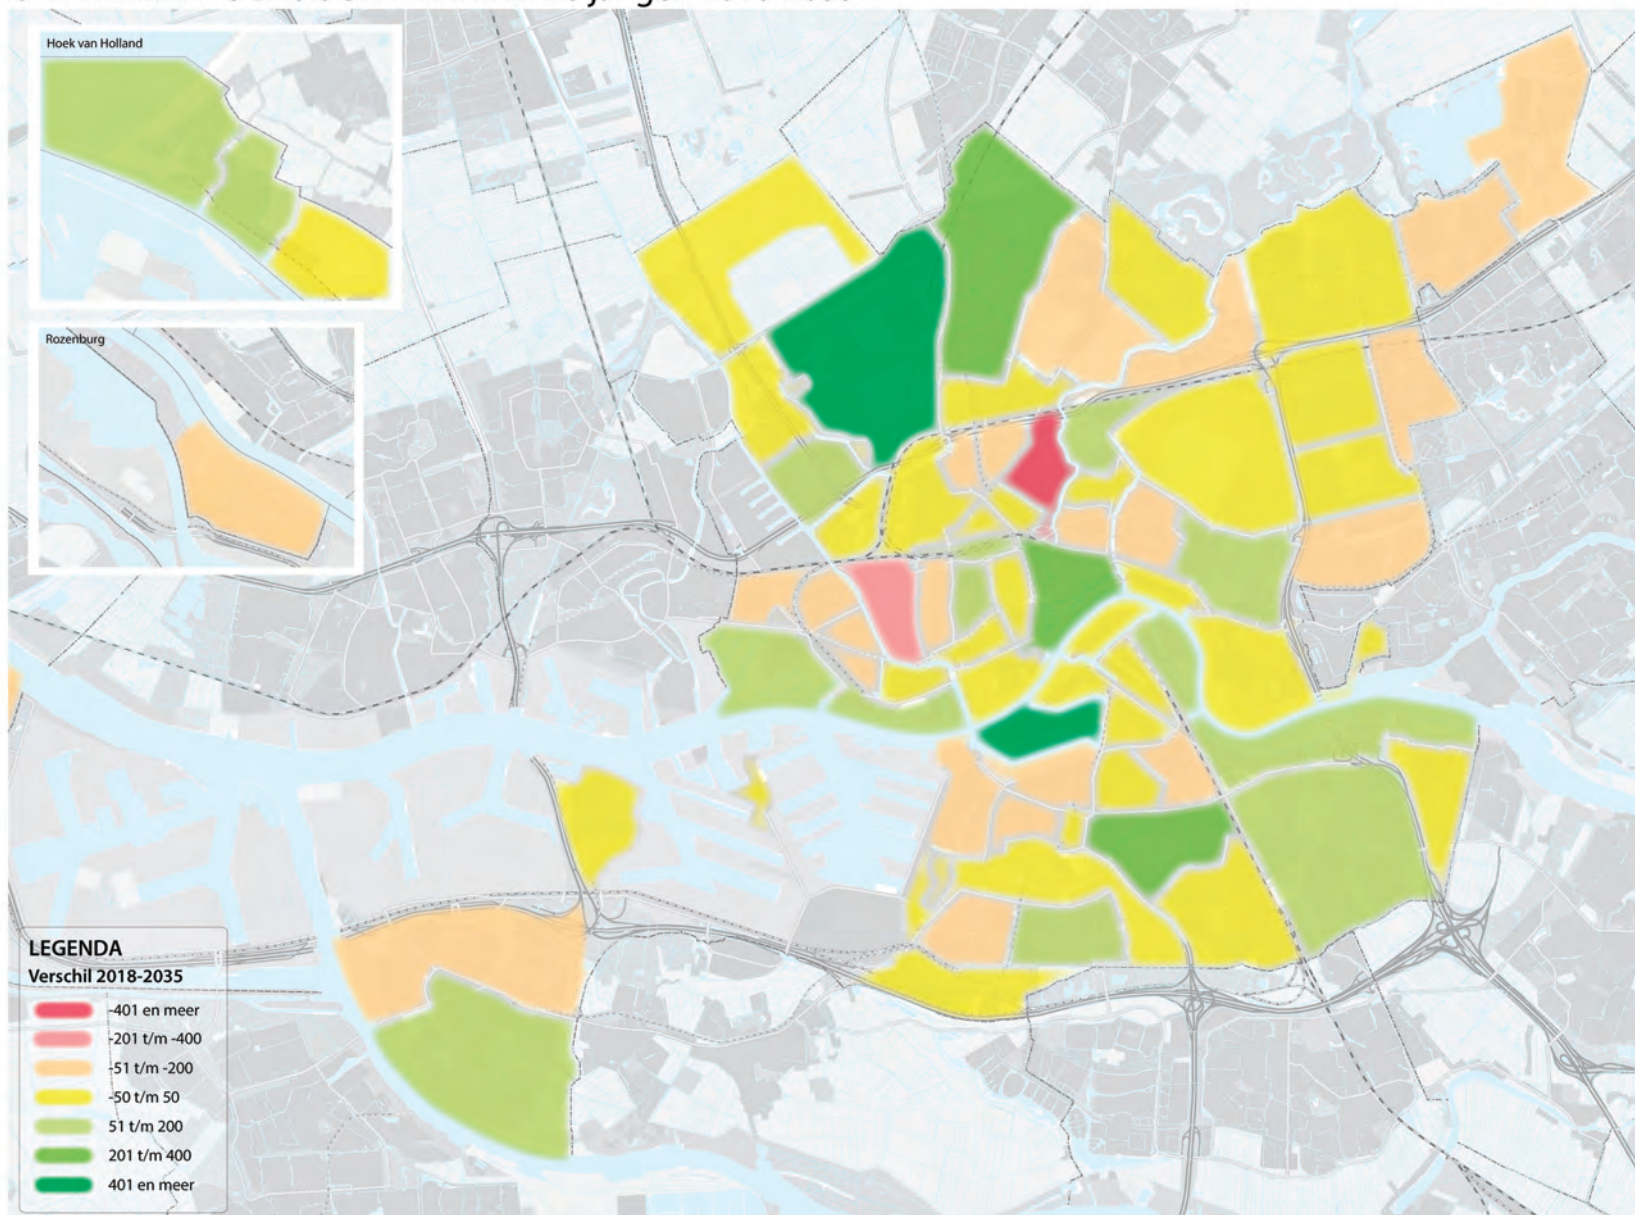 Hoek van Holland
Rozenburg
LEGENDA
Verschil 2018-2035
-401 en meer
-201 t/m -400
-51 t/m -200
-50 t/m 50
51 t/m 200
201 t/m 400
401 en meer